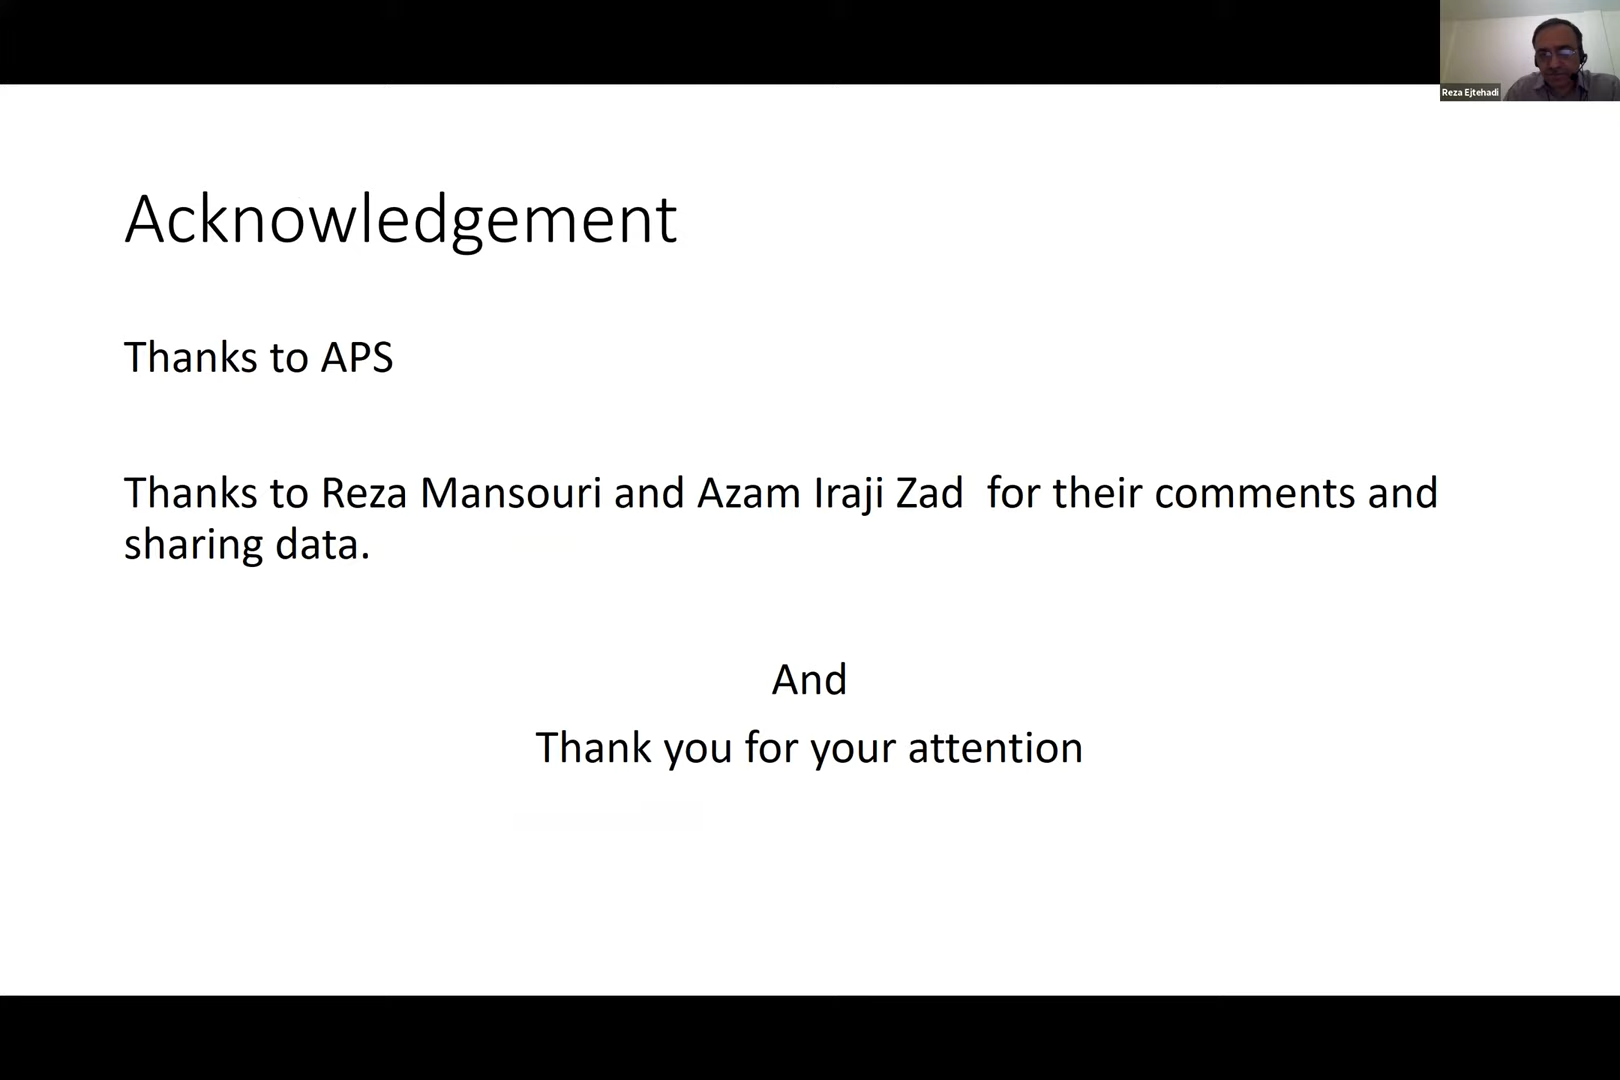 Reza Ejtehadi
Acknowledgement
Thanks to APS
Thanks to Reza Mansouri and Azam Iraji Zad  for their comments and
sharing data.
And
Thank you for your attention